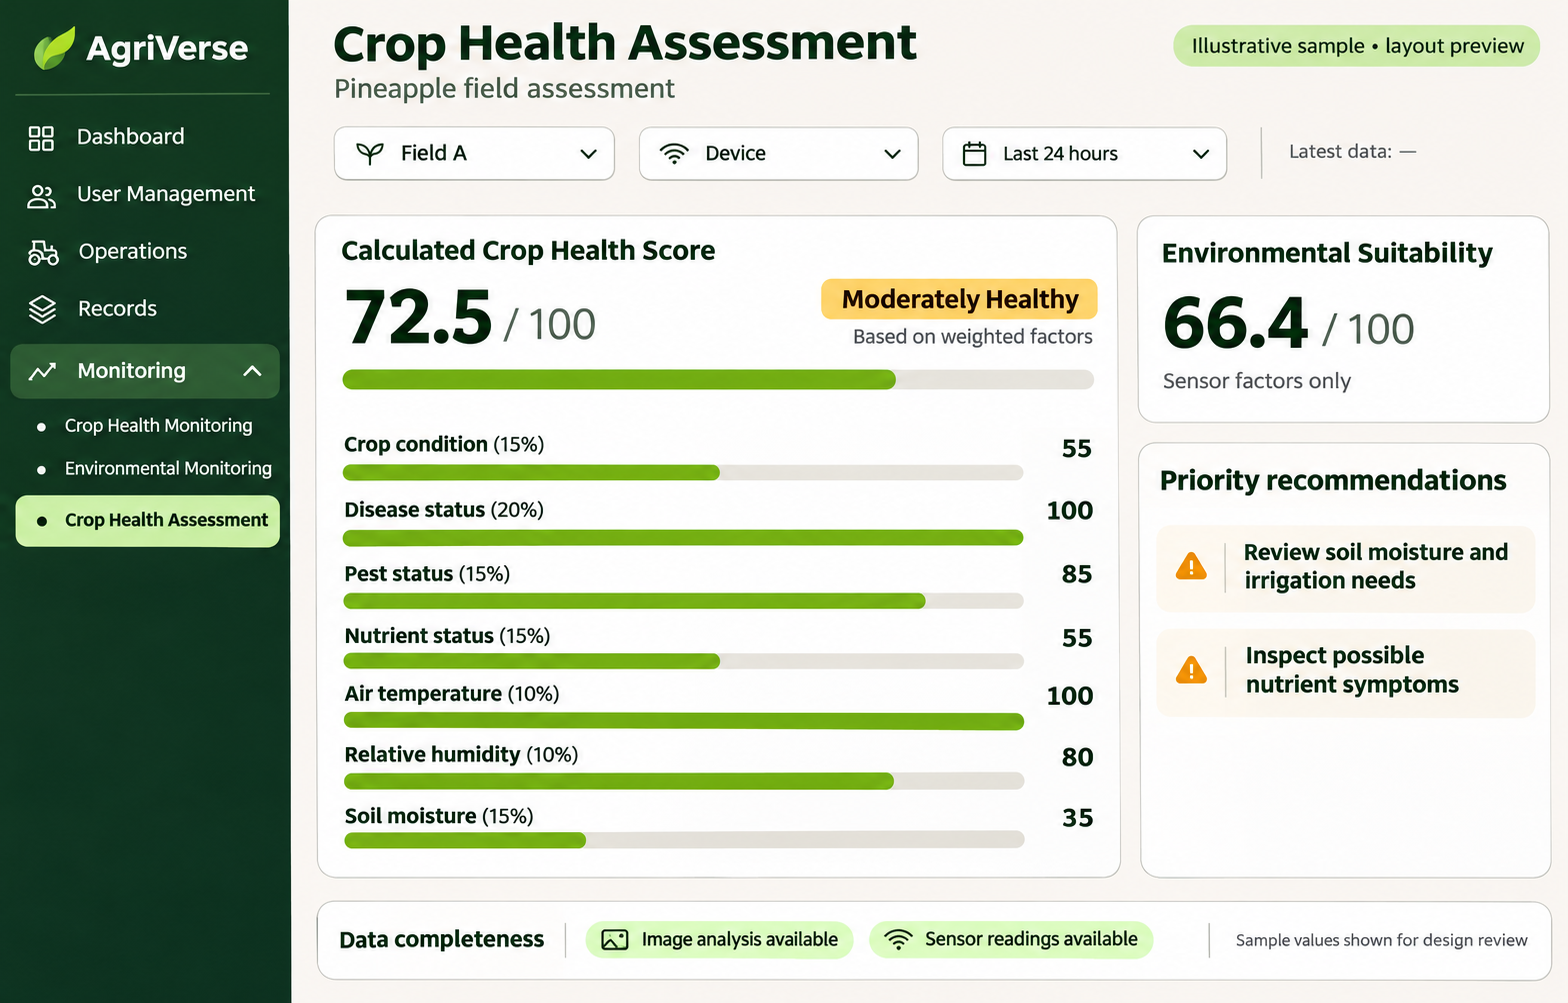 AgriVerse
Dashboard
User Management
Operations
Records
Monitoring
Crop Health Monitoring
Environmental Monitoring
Crop Health Assessment
Crop Health Assessment
Pineapple field assessment
Illustrative sample • layout preview
Field A
Device
Last 24 hours
Latest data: —
Calculated Crop Health Score
72.5 / 100
Moderately Healthy
Based on weighted factors
Crop condition (15%)
55
Disease status (20%)
100
Pest status (15%)
85
Nutrient status (15%)
55
Air temperature (10%)
100
Relative humidity (10%)
80
Soil moisture (15%)
35
Environmental Suitability
66.4 / 100
Sensor factors only
Priority recommendations
Review soil moisture and
irrigation needs
Inspect possible
nutrient symptoms
Data completeness
Image analysis available
Sensor readings available
Sample values shown for design review